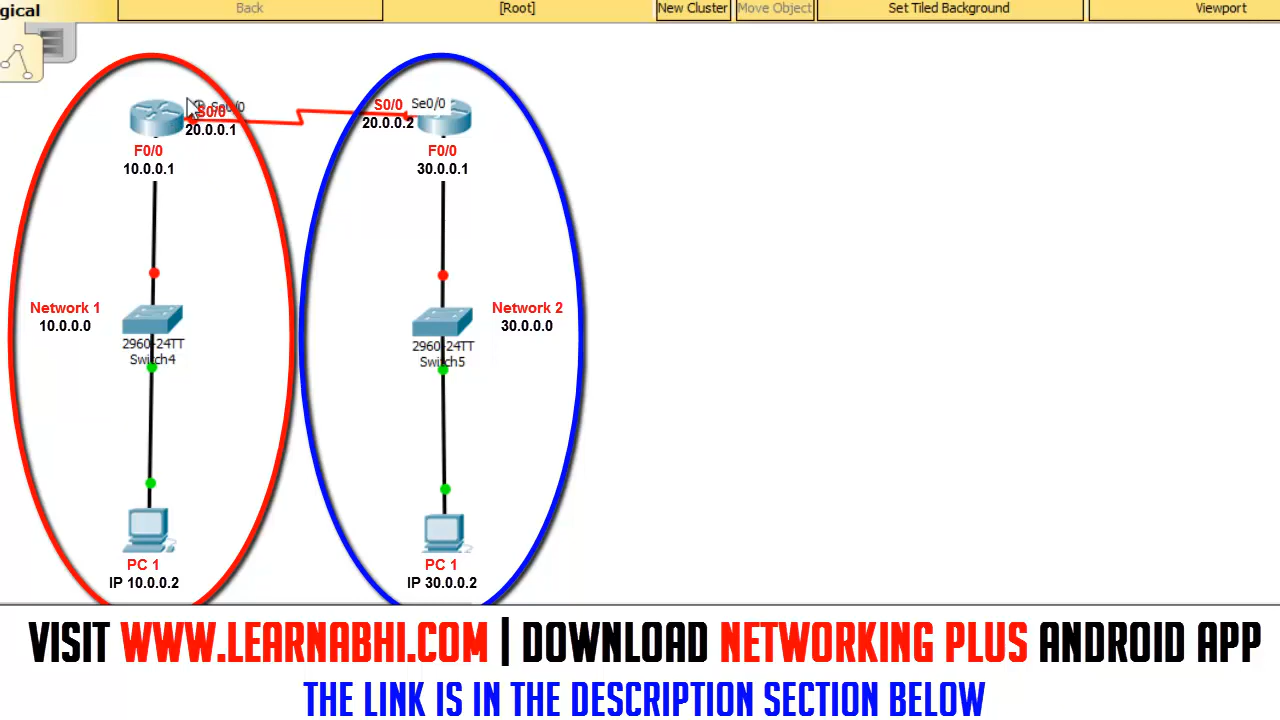 gical
Back
[Root]
New Cluster
Move Object
Set Tiled Background
Viewport
Se0/0
S0/0
20.0.0.1
S0/0
Se0/0
20.0.0.2
F0/0
10.0.0.1
F0/0
30.0.0.1
Network 1
10.0.0.0
Network 2
30.0.0.0
2960-24TT
Switch4
2960-24TT
Switch5
PC 1
IP 10.0.0.2
PC 1
IP 30.0.0.2
VISIT WWW.LEARNABHI.COM | DOWNLOAD NETWORKING PLUS ANDROID APP
THE LINK IS IN THE DESCRIPTION SECTION BELOW